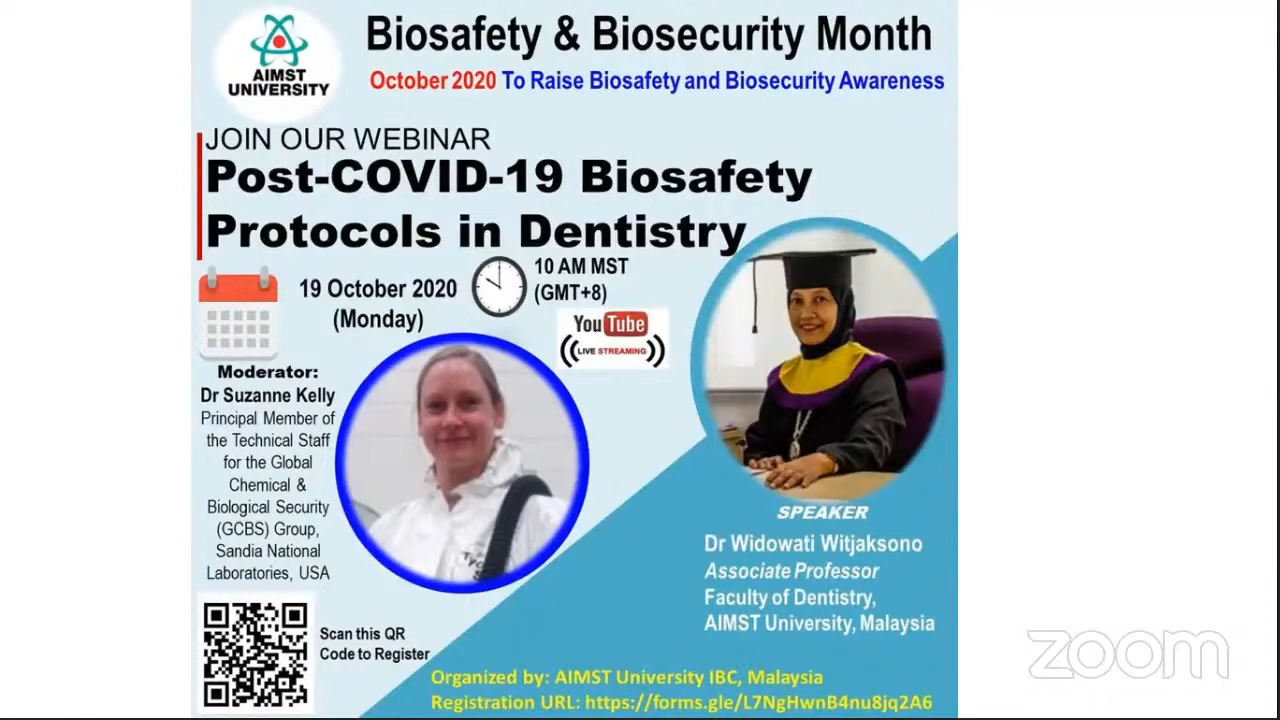 AIMST
UNIVERSITY
Biosafety & Biosecurity Month
October 2020 To Raise Biosafety and Biosecurity Awareness
JOIN OUR WEBINAR
Post-COVID-19 Biosafety
Protocols in Dentistry
19 October 2020
(Monday)
10 AM MST
(GMT+8)
YouTube
LIVE STREAMING
Moderator:
Dr Suzanne Kelly
Principal Member of
the Technical Staff
for the Global
Chemical &
Biological Security
(GCBS) Group,
Sandia National
Laboratories, USA
SPEAKER
Dr Widowati Witjaksono
Associate Professor
Faculty of Dentistry,
AIMST University, Malaysia
Scan this QR
Code to Register
Organized by: AIMST University IBC, Malaysia
Registration URL: https://forms.gle/L7NgHwnB4nu8jq2A6
zoom